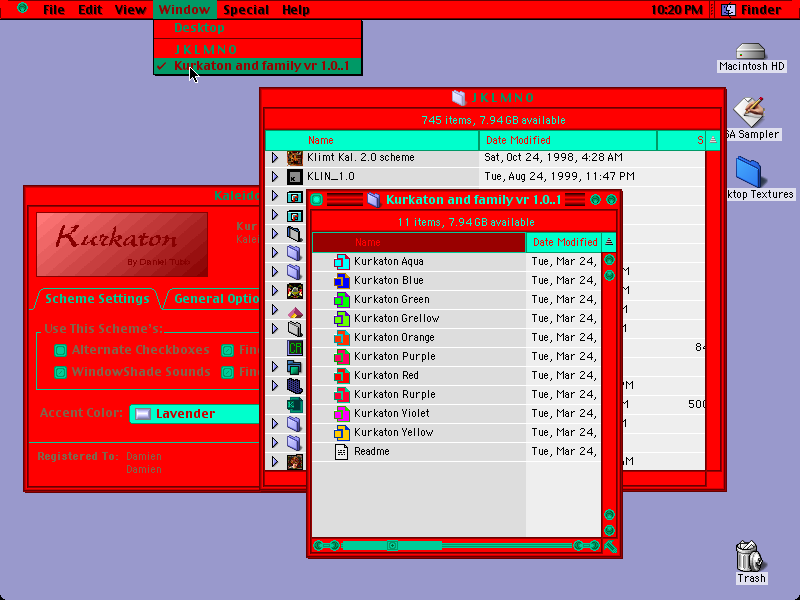 File Edit View Window Special Help 10:20 PM Finder
Desktop
J K L M N O
✓ Kurkaton and family vr 1.0..1
Macintosh HD
SA Sampler
ktop Textures
Trash
J K L M N O
745 items, 7.94 GB available
Name Date Modified S
Klimt Kal. 2.0 scheme Sat, Oct 24, 1998, 4:28 AM
KLIN_1.0 Tue, Aug 24, 1999, 11:47 PM
84
500
Kaleid
Kurkaton
By Daniel Tubb
Kur
Kalei
Scheme Settings
General Optio
Use This Scheme's:
Alternate Checkboxes
Fin
WindowShade Sounds
Fin
Accent Color: Lavender
Registered To: Damien
Damien
Kurkaton and family vr 1.0..1
11 items, 7.94 GB available
Name Date Modified
Kurkaton Aqua Tue, Mar 24,
Kurkaton Blue Tue, Mar 24,
Kurkaton Green Tue, Mar 24,
Kurkaton Grellow Tue, Mar 24,
Kurkaton Orange Tue, Mar 24,
Kurkaton Purple Tue, Mar 24,
Kurkaton Red Tue, Mar 24,
Kurkaton Rurple Tue, Mar 24,
Kurkaton Violet Tue, Mar 24,
Kurkaton Yellow Tue, Mar 24,
Readme Tue, Mar 24,